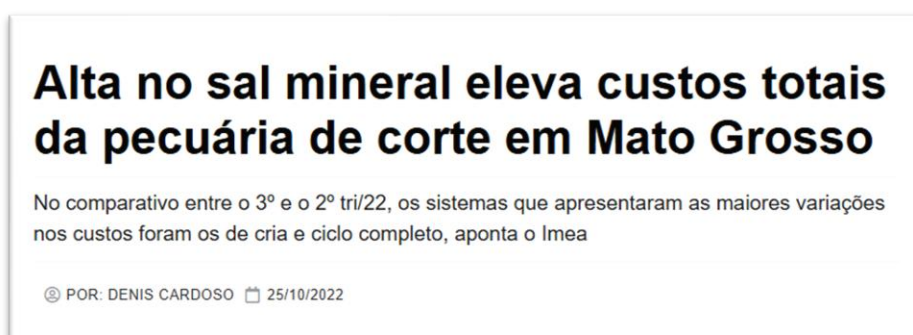 Alta no sal mineral eleva custos totais
da pecuária de corte em Mato Grosso
No comparativo entre o 3º e o 2º tri/22, os sistemas que apresentaram as maiores variações
nos custos foram os de cria e ciclo completo, aponta o Imea
POR: DENIS CARDOSO 25/10/2022